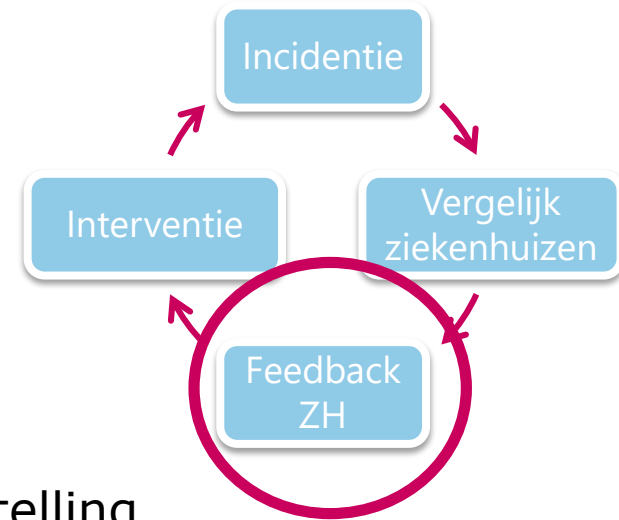 Incidentie
Interventie
Vergelijk
ziekenhuizen
Feedback
ZH